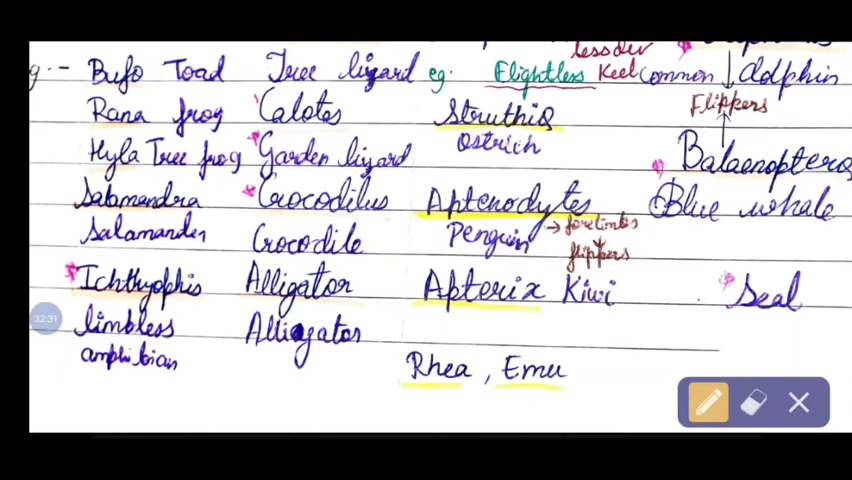 lessdev
g. - Bufo Toad Tree lizard eg. Flightless Keel common dolphin
Rana frog Calotes Struthio Flippers
Hyla Tree frog Garden lizard ostrich Balaenoptera
Salamandra Crocodilus Aptenodytes Blue whale
Salamander Crocodile Penguin → forelimbs
flippers
Ichthyophis Alligator Apterix Kiwi Seal
limbless Alliagator
amphibian Rhea, Emu
32:31